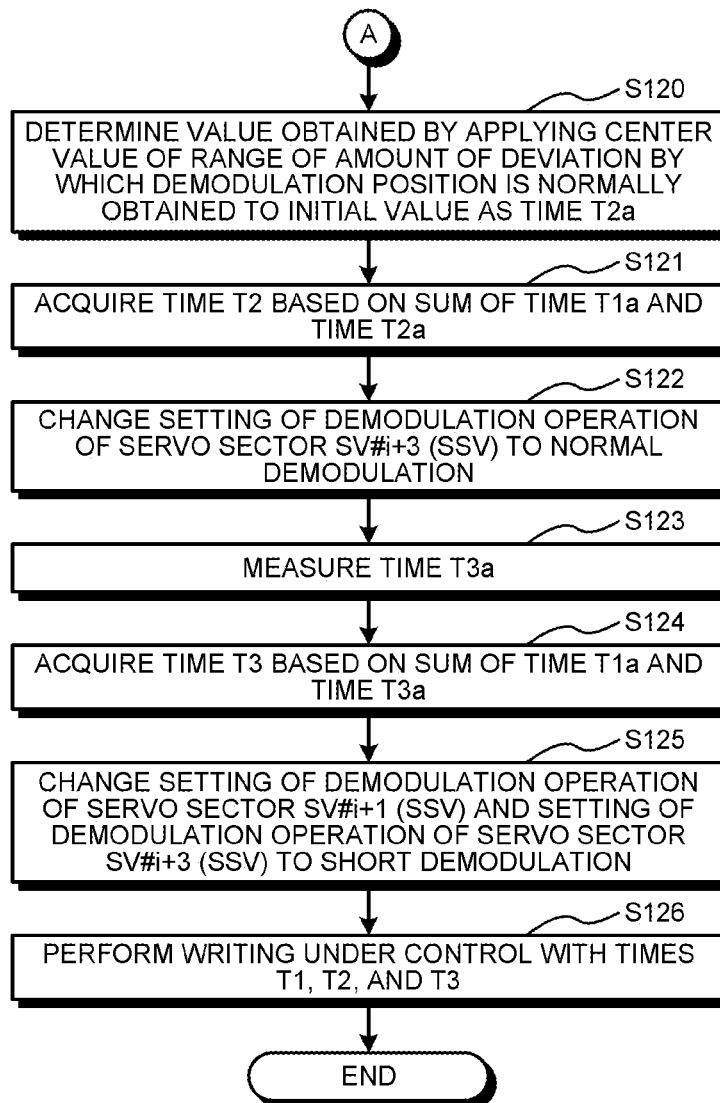 A
S120
DETERMINE VALUE OBTAINED BY APPLYING CENTER
VALUE OF RANGE OF AMOUNT OF DEVIATION BY
WHICH DEMODULATION POSITION IS NORMALLY
OBTAINED TO INITIAL VALUE AS TIME T2a
S121
ACQUIRE TIME T2 BASED ON SUM OF TIME T1a AND
TIME T2a
S122
CHANGE SETTING OF DEMODULATION OPERATION
OF SERVO SECTOR SV#i+3 (SSV) TO NORMAL
DEMODULATION
S123
MEASURE TIME T3a
S124
ACQUIRE TIME T3 BASED ON SUM OF TIME T1a AND
TIME T3a
S125
CHANGE SETTING OF DEMODULATION OPERATION
OF SERVO SECTOR SV#i+1 (SSV) AND SETTING OF
DEMODULATION OPERATION OF SERVO SECTOR
SV#i+3 (SSV) TO SHORT DEMODULATION
S126
PERFORM WRITING UNDER CONTROL WITH TIMES
T1, T2, AND T3
END